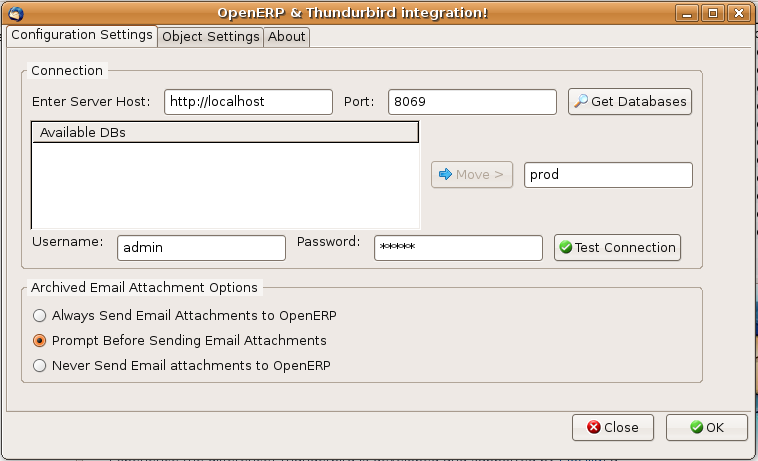 OpenERP & Thundurbird integration!
Configuration Settings Object Settings About
Connection
Enter Server Host: http://localhost Port: 8069 Get Databases
Available DBs
Move > prod
Username: admin Password: ***** Test Connection
Archived Email Attachment Options
Always Send Email Attachments to OpenERP
Prompt Before Sending Email Attachments
Never Send Email attachments to OpenERP
Close OK